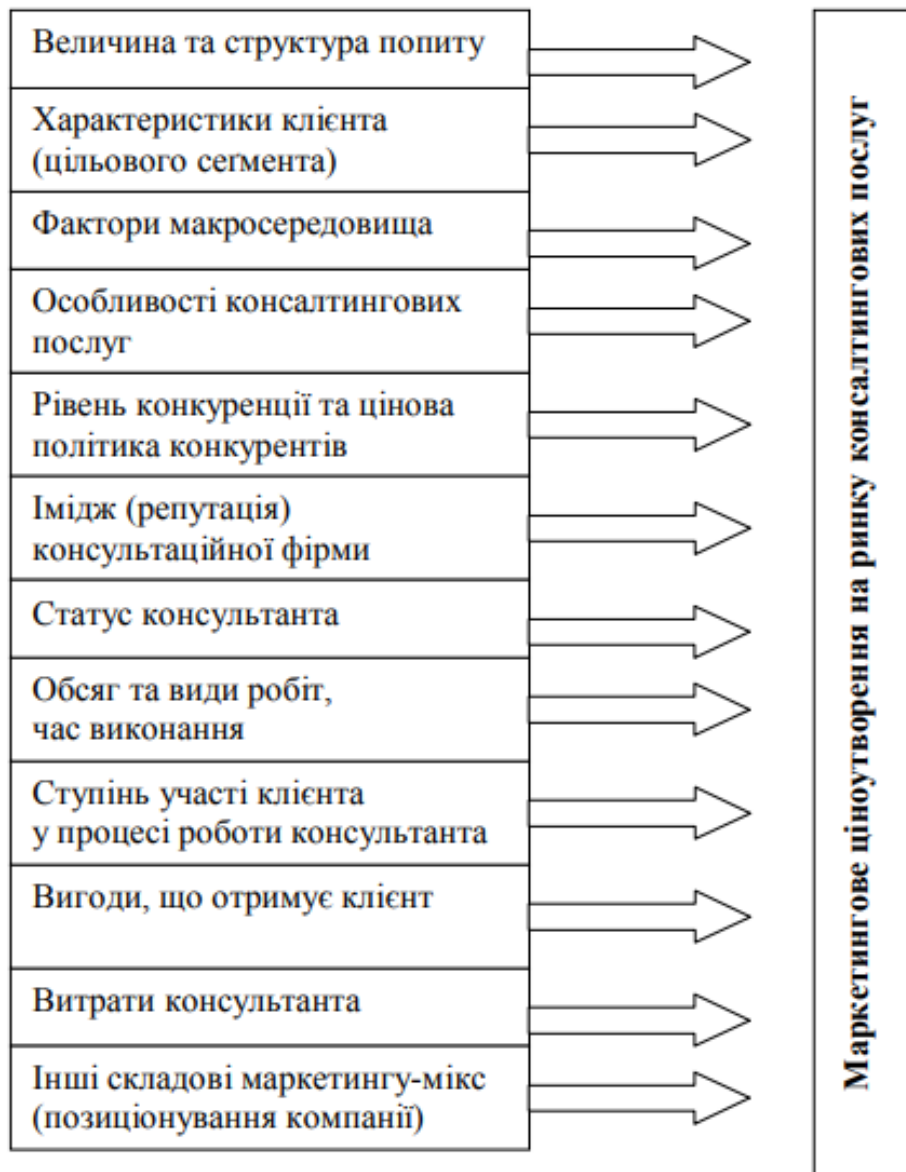 Величина та структура попиту
Характеристики клієнта
(цільового сегмента)
Фактори макросередовища
Особливості консалтингових
послуг
Рівень конкуренції та цінова
політика конкурентів
Імідж (репутація)
консультаційної фірми
Статус консультанта
Обсяг та види робіт,
час виконання
Ступінь участі клієнта
у процесі роботи консультанта
Вигоди, що отримує клієнт
Витрати консультанта
Інші складові маркетингу-мікс
(позиціонування компанії)
Маркетингове ціноутворення на ринку консалтингових послуг